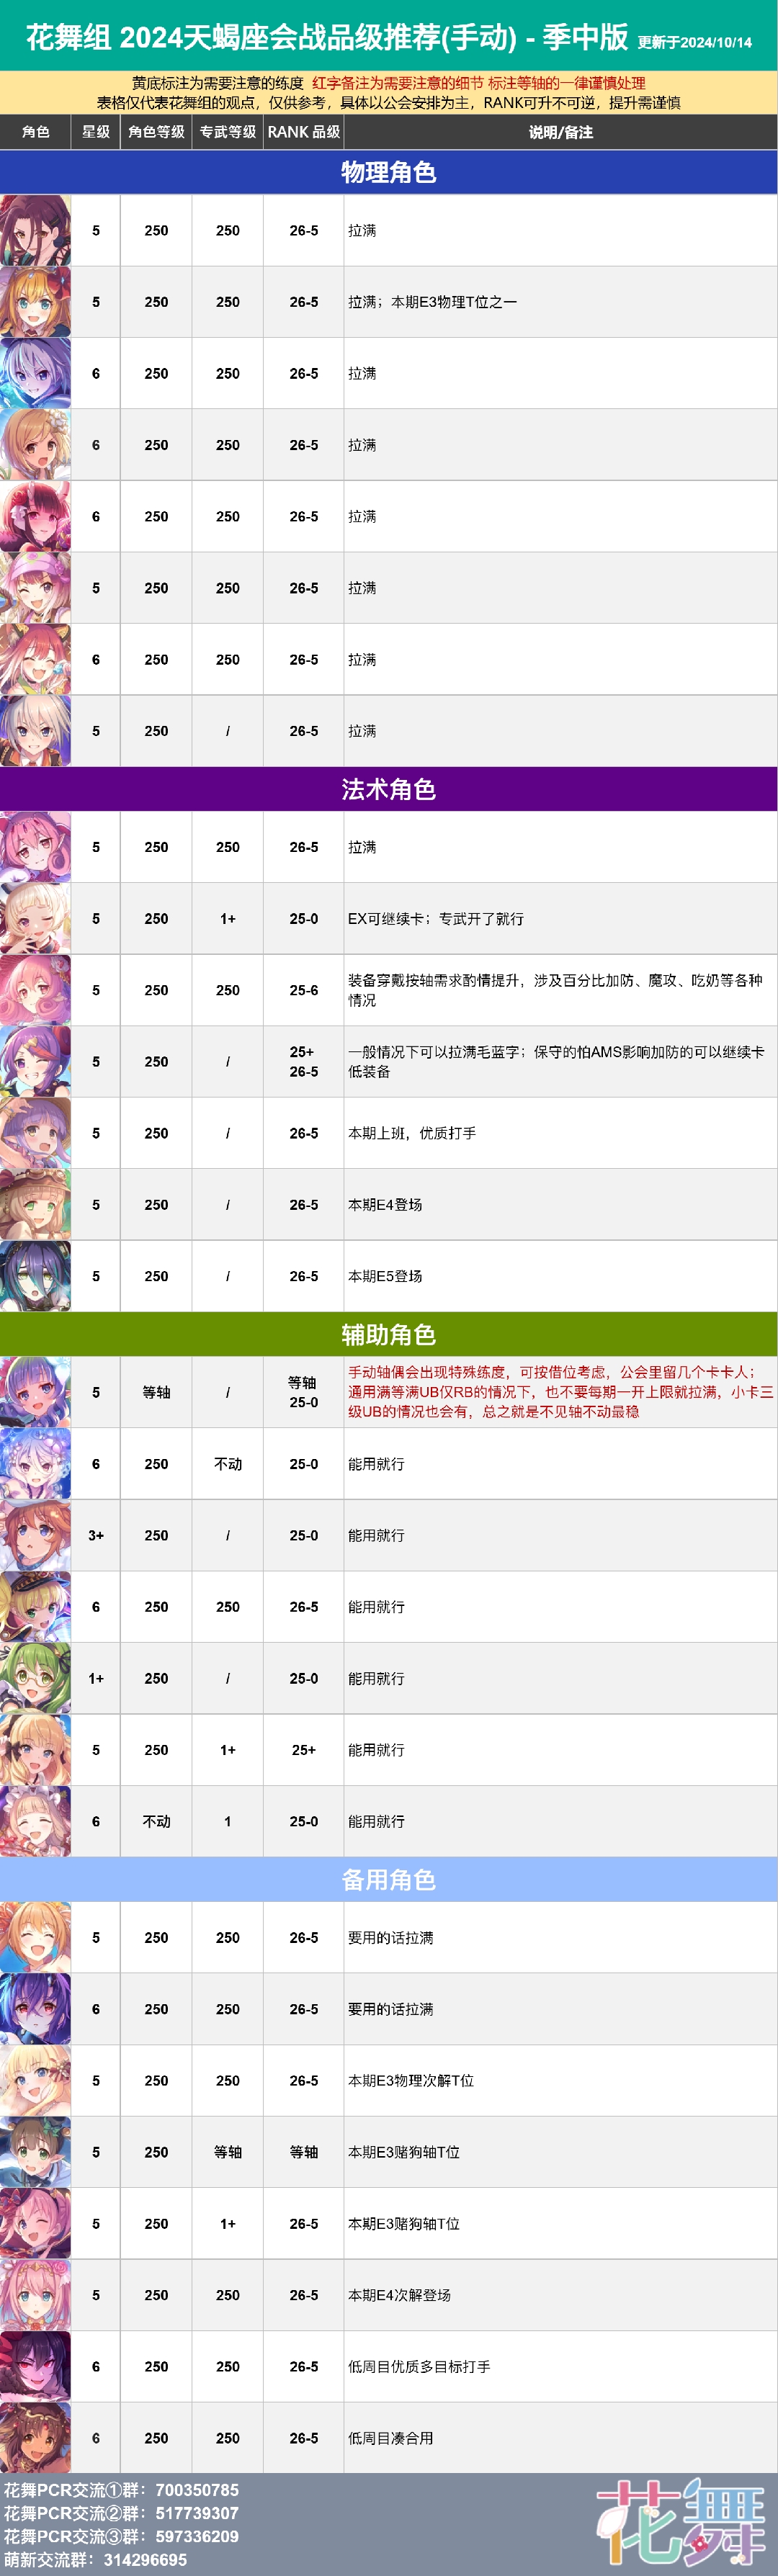 花舞组 2024天蝎座会战品级推荐(手动) - 季中版 更新于2024/10/14
黄底标注为需要注意的练度 红字备注为需要注意的细节 标注等轴的一律谨慎处理
表格仅代表花舞组的观点，仅供参考，具体以公会安排为主，RANK可升不可逆，提升需谨慎
角色 星级 角色等级 专武等级 RANK 品级 说明/备注
物理角色
5 250 250 26-5 拉满
5 250 250 26-5 拉满；本期E3物理T位之一
6 250 250 26-5 拉满
6 250 250 26-5 拉满
6 250 250 26-5 拉满
5 250 250 26-5 拉满
6 250 250 26-5 拉满
5 250 / 26-5 拉满
法术角色
5 250 250 26-5 拉满
5 250 1+ 25-0 EX可继续卡；专武开了就行
5 250 250 25-6 装备穿戴按轴需求酌情提升，涉及百分比加防、魔攻、吃奶等各种
情况
5 250 / 25+
26-5 一般情况下可以拉满毛蓝字；保守的怕AMS影响加防的可以继续卡
低装备
5 250 / 26-5 本期上班，优质打手
5 250 / 26-5 本期E4登场
5 250 / 26-5 本期E5登场
辅助角色
5 等轴 / 等轴
25-0 手动轴偶会出现特殊练度，可按借位考虑，公会里留几个卡卡人；
通用满等满UB仅RB的情况下，也不要每期一开上限就拉满，小卡三
级UB的情况也会有，总之就是不见轴不动最稳
6 250 不动 25-0 能用就行
3+ 250 / 25-0 能用就行
6 250 250 26-5 能用就行
1+ 250 / 25-0 能用就行
5 250 1+ 25+ 能用就行
6 不动 1 25-0 能用就行
备用角色
5 250 250 26-5 要用的话拉满
6 250 250 26-5 要用的话拉满
5 250 250 26-5 本期E3物理次解T位
5 250 等轴 等轴 本期E3赌狗轴T位
5 250 1+ 26-5 本期E3赌狗轴T位
5 250 250 26-5 本期E4次解登场
6 250 250 26-5 低周目优质多目标打手
6 250 250 26-5 低周目凑合用
花舞PCR交流①群：700350785
花舞PCR交流②群：517739307
花舞PCR交流③群：597336209
萌新交流群：314296695
花舞